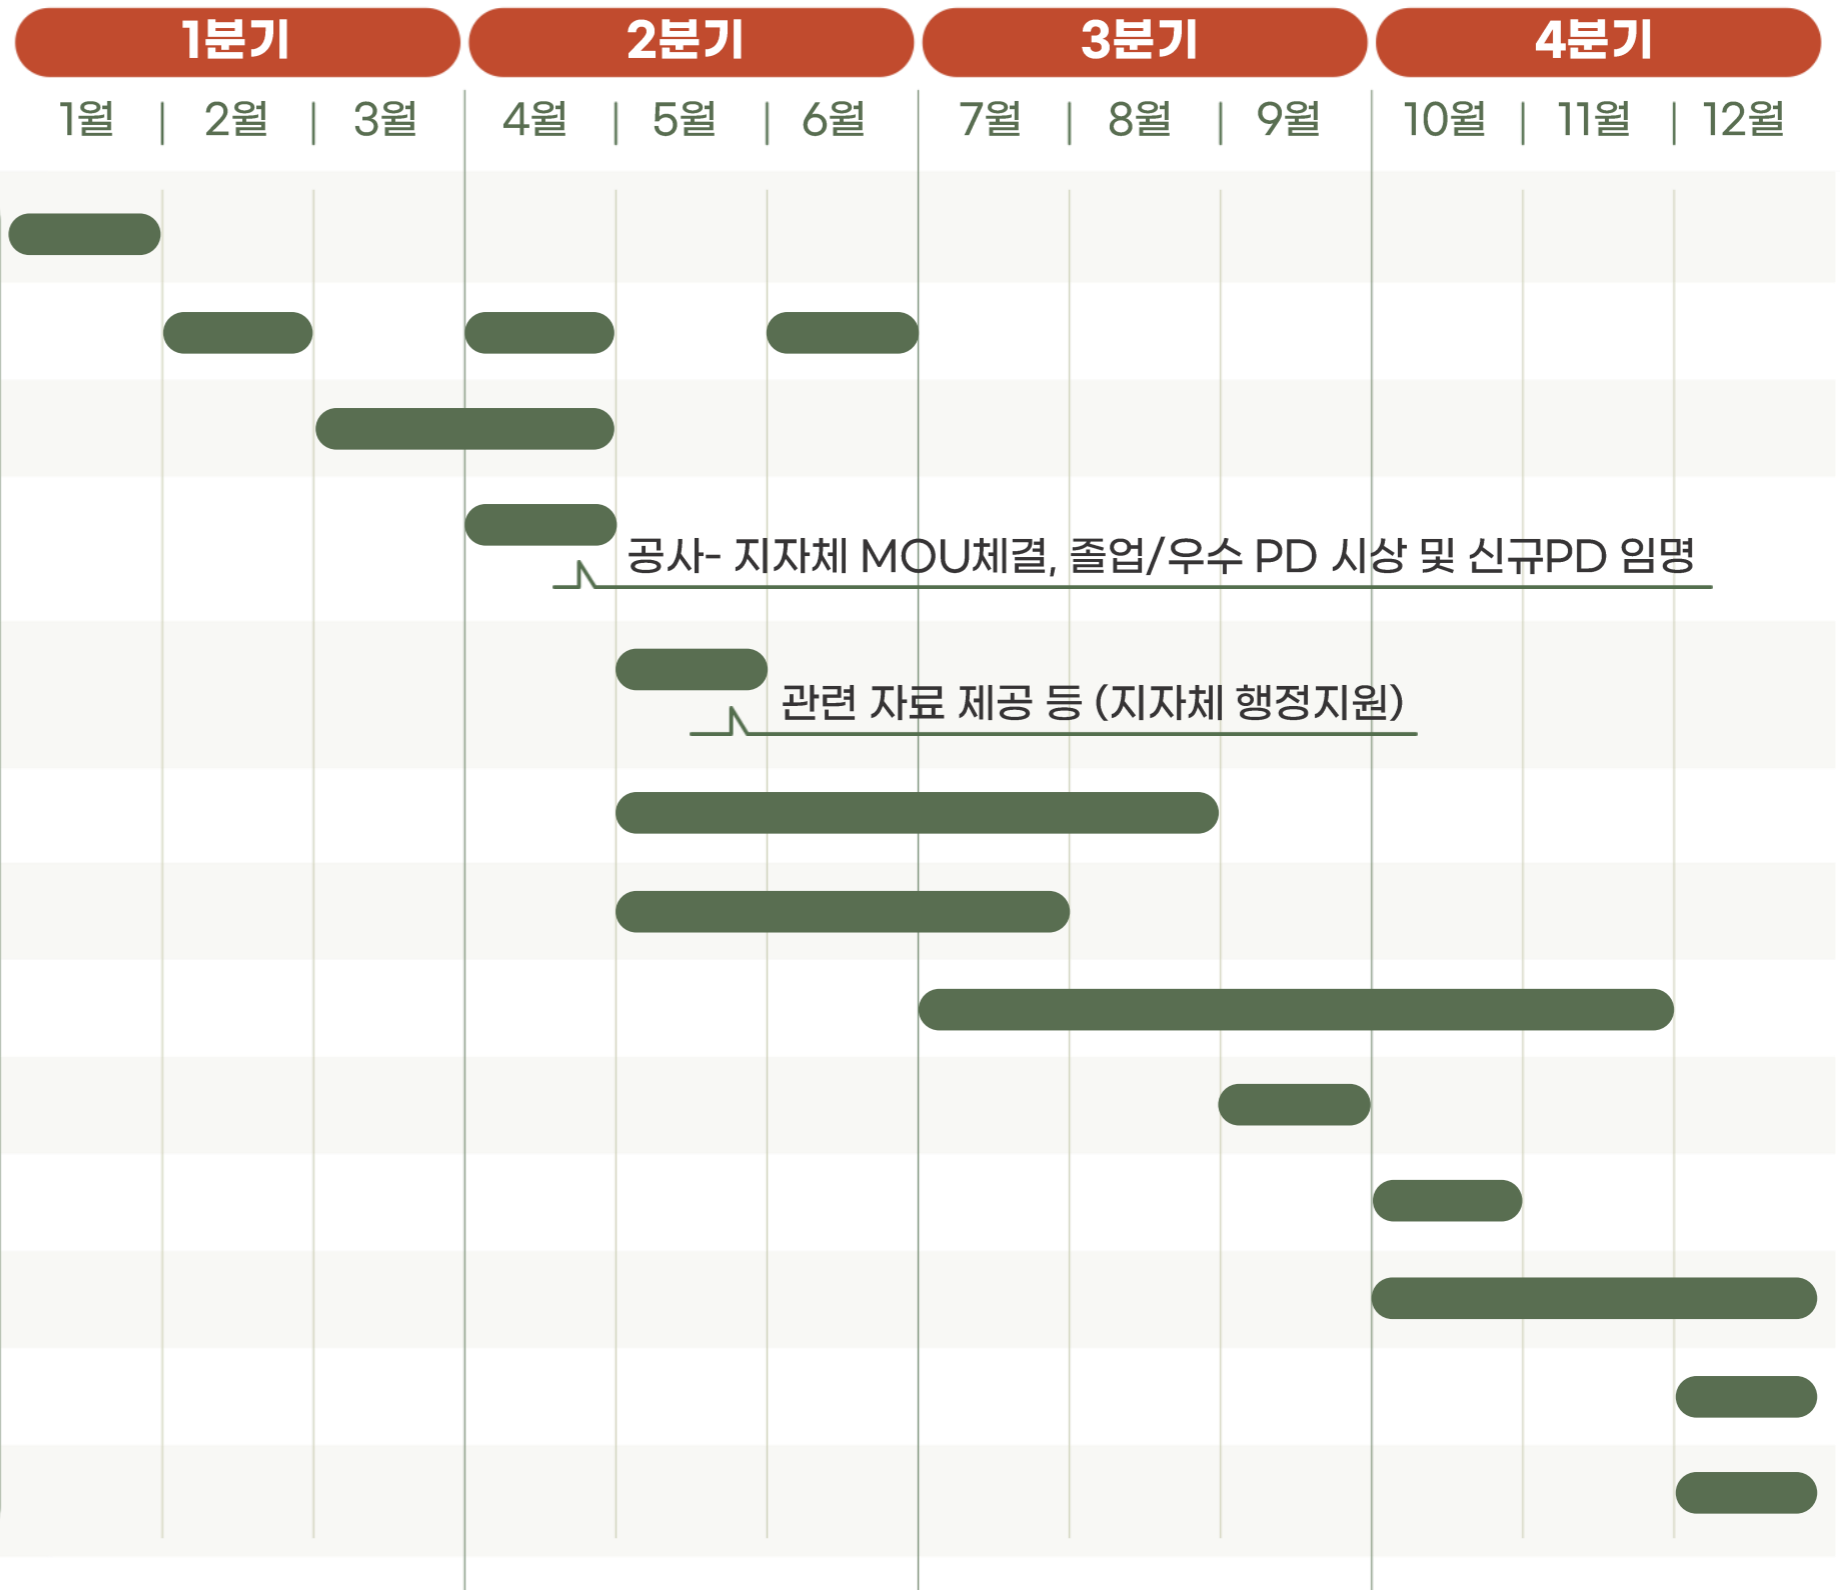 1분기 2분기 3분기 4분기
1월 2월 3월 4월 5월 6월 7월 8월 9월 10월 11월 12월
공사- 지자체 MOU체결, 졸업/우수 PD 시상 및 신규PD 임명
관련 자료 제공 등 (지자체 행정지원)